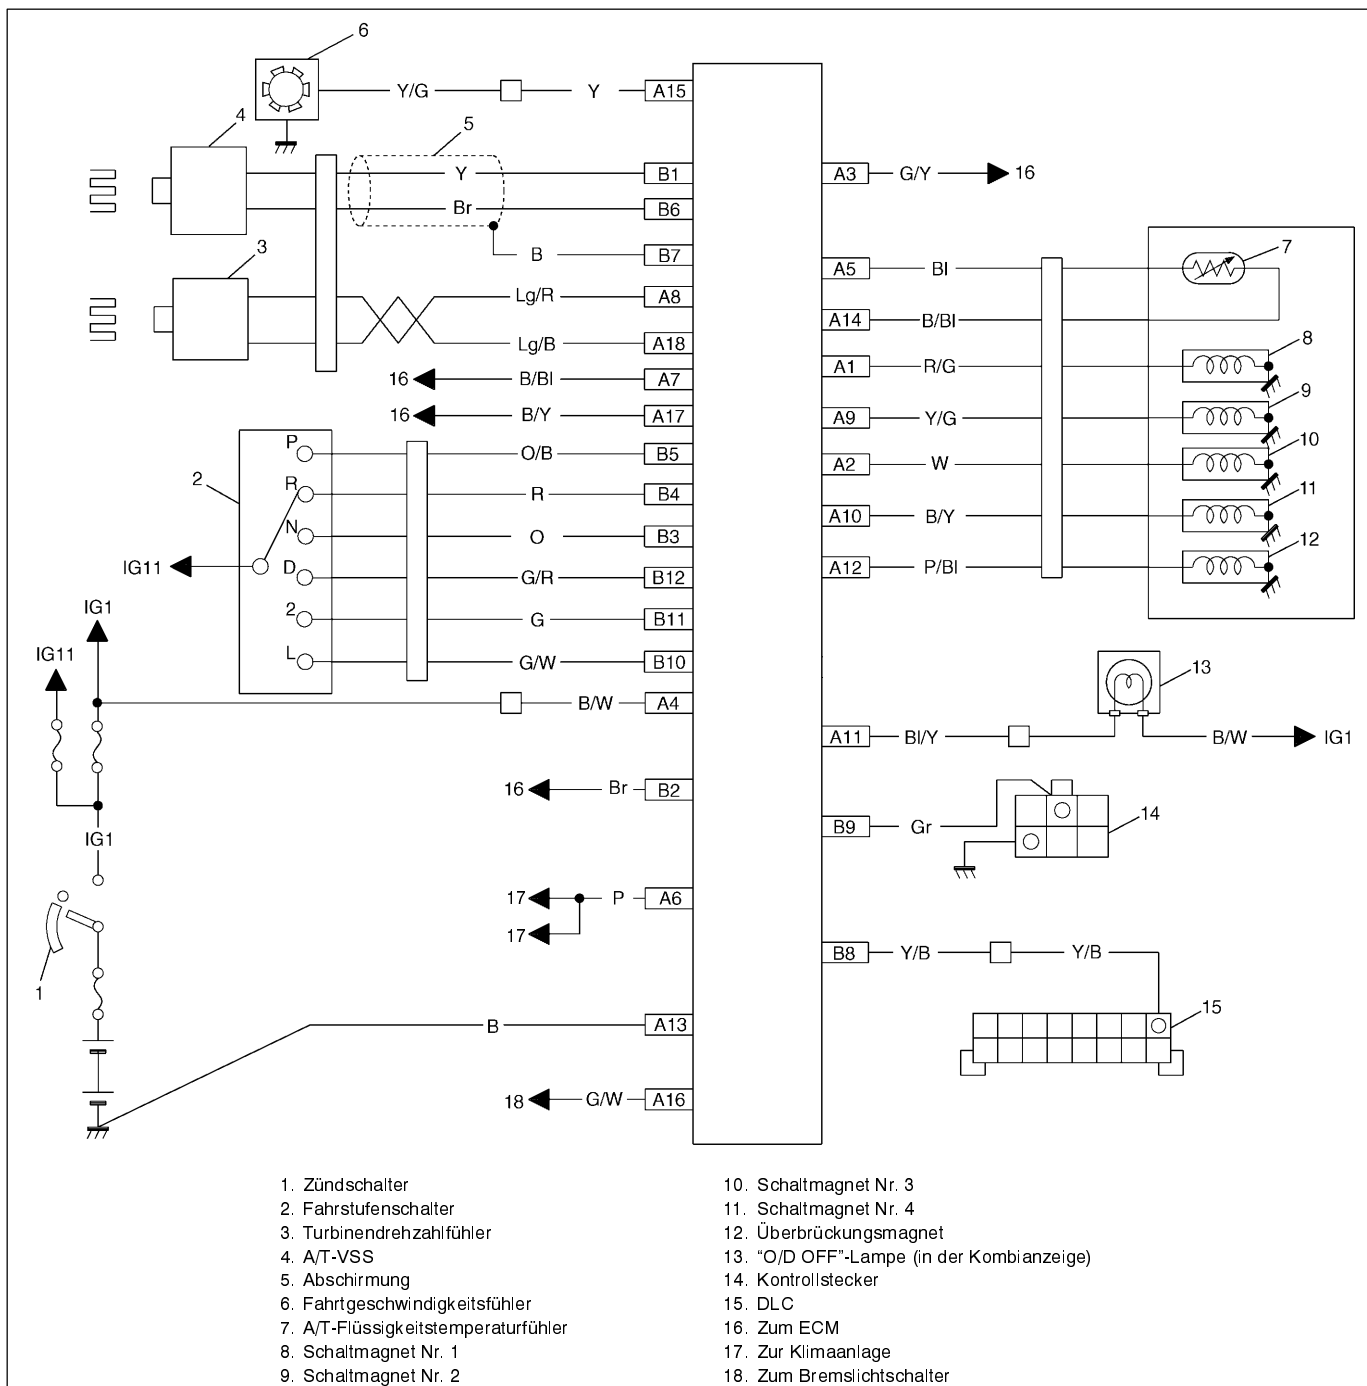 6
Y/G Y A15
4
5
Y B1 A3 G/Y 16
Br B6
3
B B7
7
A5 Bl
Lg/R A8
A14 B/Bl
Lg/B A18
8
A1 R/G
16 B/Bl A7
9
16 B/Y A17 A9 Y/G
P O/B B5
10
A2 W
2
R R B4
11
A10 B/Y
N O B3
12
IG11 A12 P/Bl
D G/R B12
IG1
2 G B11
IG11
L G/W B10
13
B/W A4
A11 Bl/Y B/W IG1
16 Br B2
14
B9 Gr
IG1
17 P A6
17
B8 Y/B Y/B
1
15
B A13
18 G/W A16
1. Zündschalter
2. Fahrstufenschalter
3. Turbinendrehzahlfühler
4. A/T-VSS
5. Abschirmung
6. Fahrtgeschwindigkeitsfühler
7. A/T-Flüssigkeitstemperaturfühler
8. Schaltmagnet Nr. 1
9. Schaltmagnet Nr. 2
10. Schaltmagnet Nr. 3
11. Schaltmagnet Nr. 4
12. Überbrückungsmagnet
13. “O/D OFF”-Lampe (in der Kombianzeige)
14. Kontrollstecker
15. DLC
16. Zum ECM
17. Zur Klimaanlage
18. Zum Bremslichtschalter